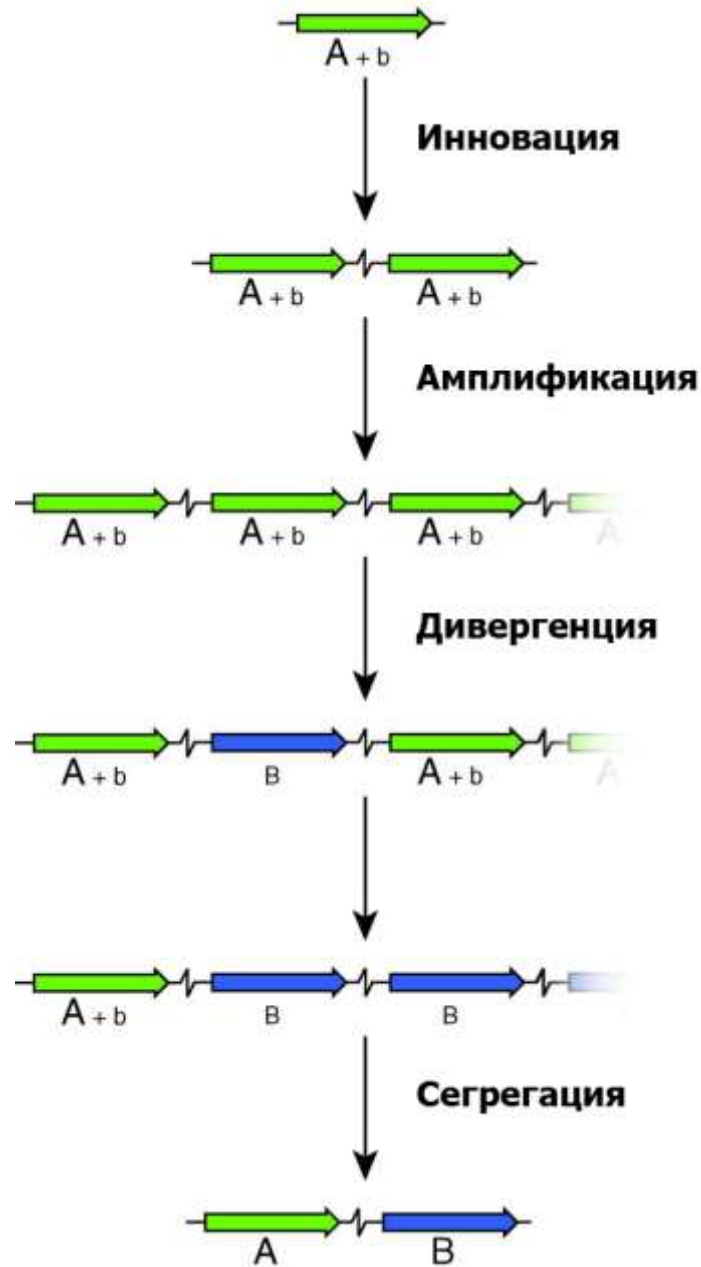 A + b
Инновация
A + b A + b
Амплификация
A + b A + b A + b A
Дивергенция
A + b B A + b A
A + b B B
Сегрегация
A B